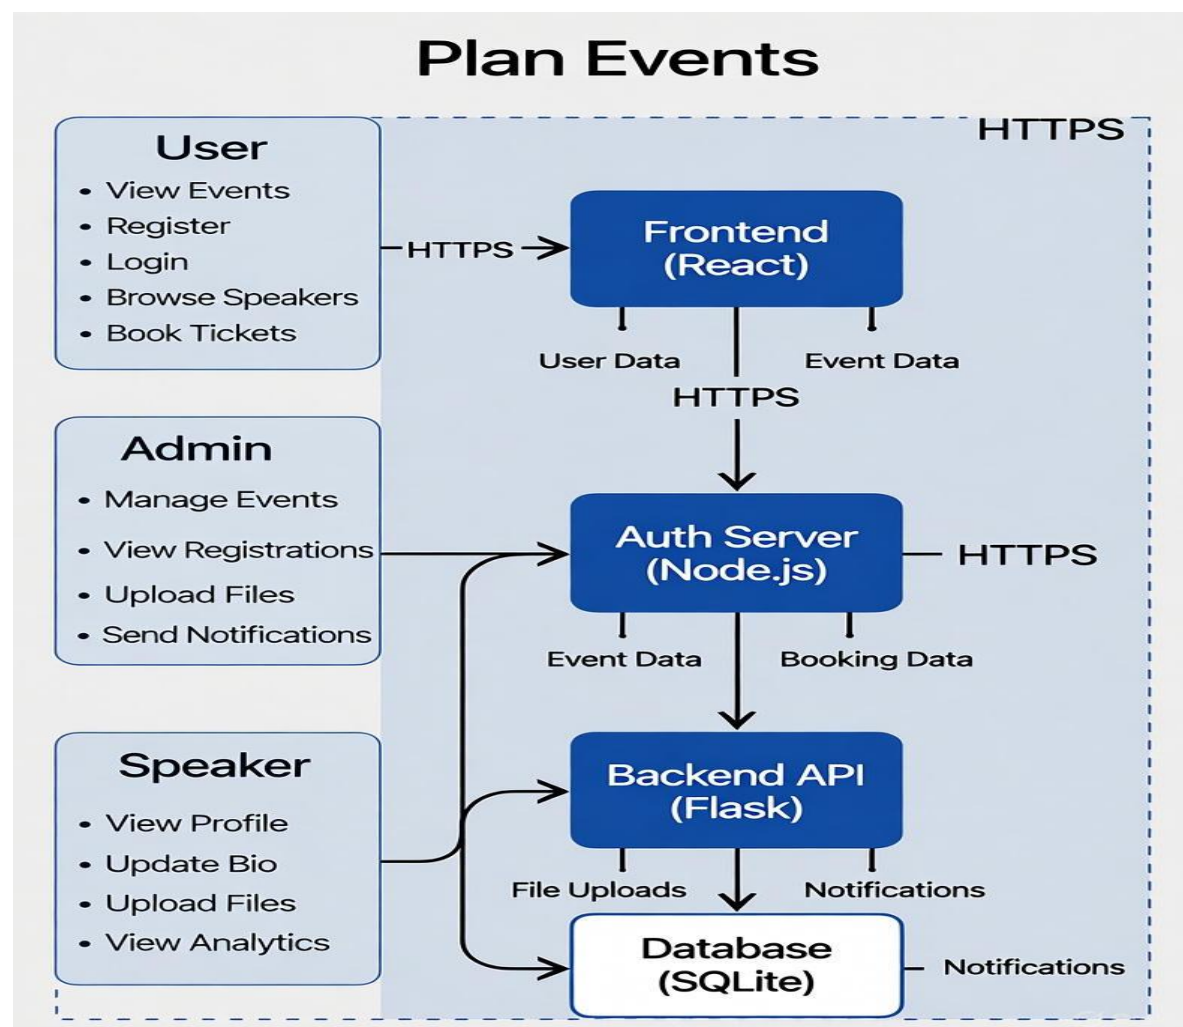 Plan Events
HTTPS
User
• View Events
• Register
• Login
• Browse Speakers
• Book Tickets
HTTPS
Frontend
(React)
User Data
Event Data
HTTPS
Admin
• Manage Events
• View Registrations
• Upload Files
• Send Notifications
Auth Server
(Node.js)
HTTPS
Event Data
Booking Data
Speaker
• View Profile
• Update Bio
• Upload Files
• View Analytics
Backend API
(Flask)
File Uploads
Notifications
Database
(SQLite)
Notifications